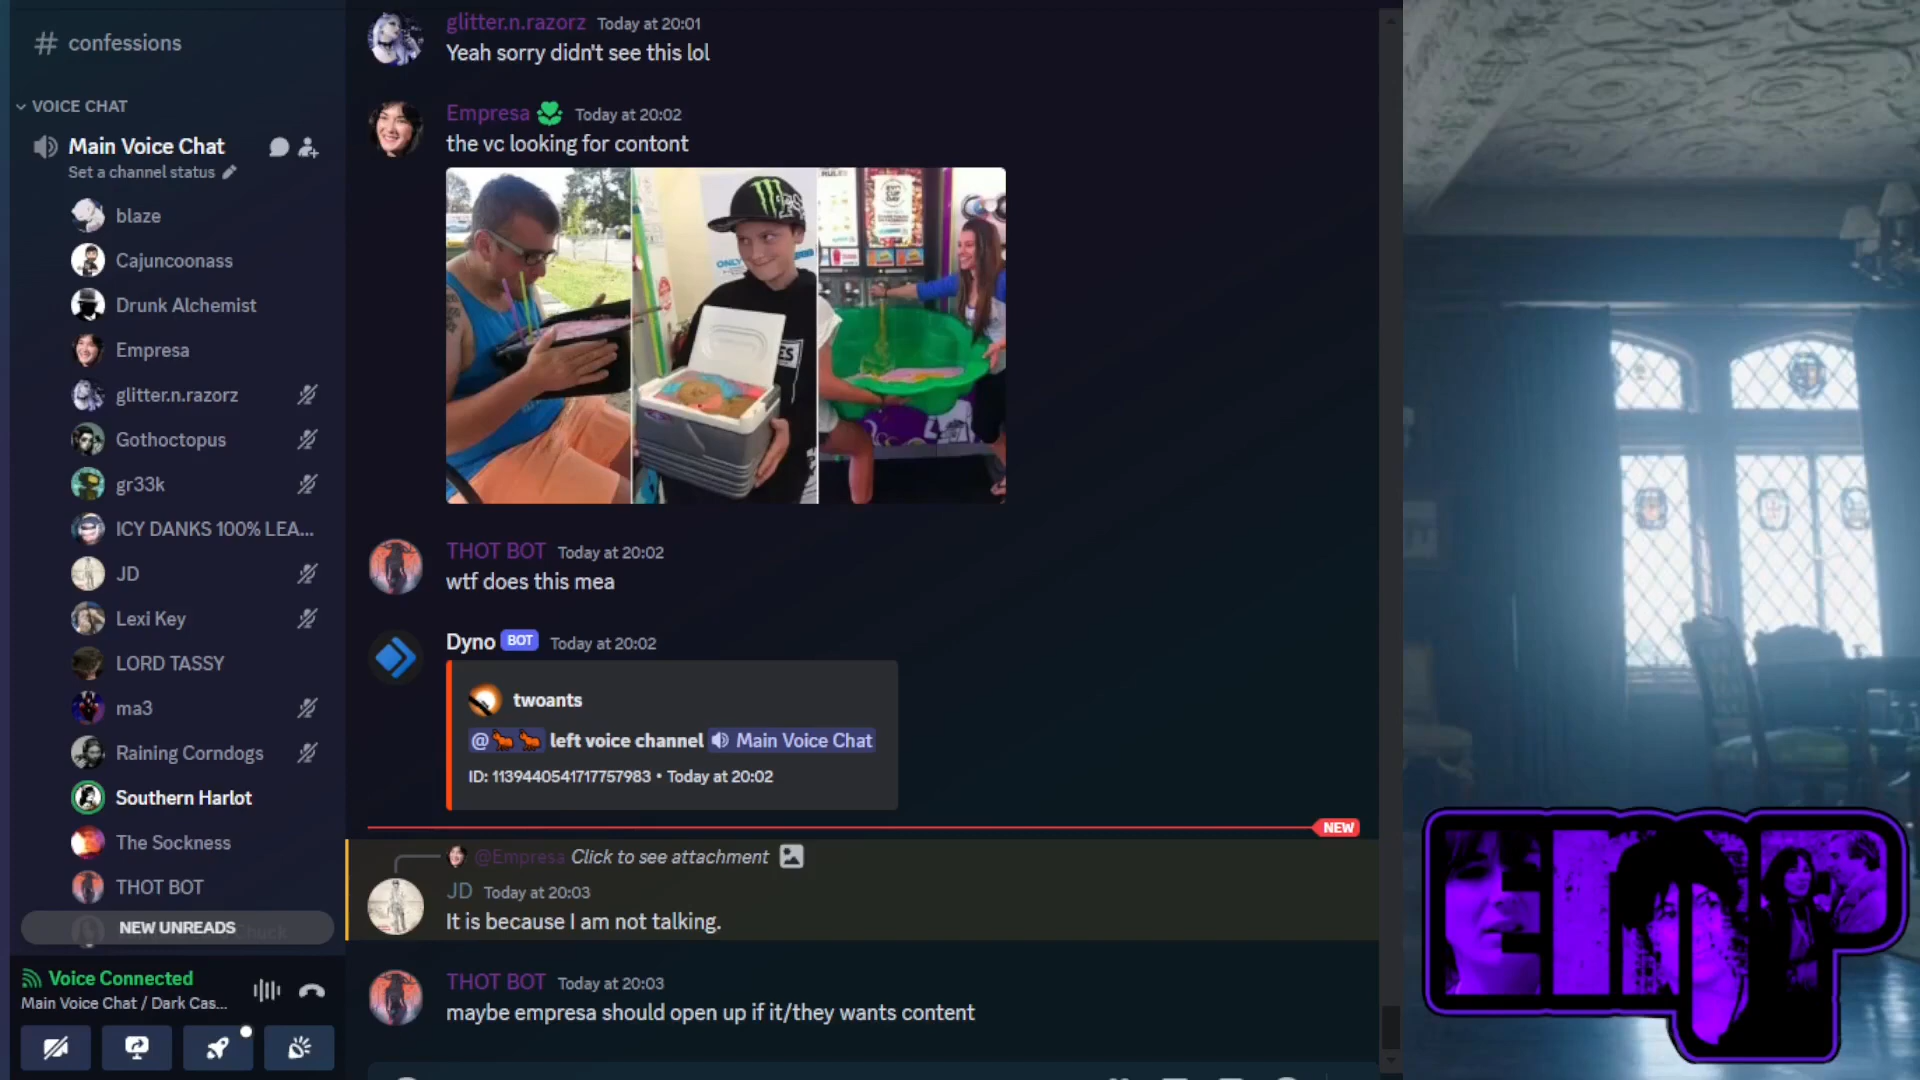 confessions
VOICE CHAT
Main Voice Chat
Set a channel status
blaze
Cajuncoonass
Drunk Alchemist
Empresa
glitter.n.razorz
Gothoctopus
gr33k
ICY DANKS 100% LEA...
JD
Lexi Key
LORD TASSY
ma3
Raining Corndogs
Southern Harlot
The Sockness
THOT BOT
NEW UNREADS
Voice Connected
Main Voice Chat / Dark Cas...
glitter.n.razorz Today at 20:01
Yeah sorry didn't see this lol
Empresa Today at 20:02
the vc looking for contont
RULES
CUP
DAY
ONLY
THOT BOT Today at 20:02
wtf does this mea
Dyno BOT Today at 20:02
twoants
@ left voice channel Main Voice Chat
ID: 1139440541717757983 • Today at 20:02
NEW
@Empresa Click to see attachment
JD Today at 20:03
It is because I am not talking.
THOT BOT Today at 20:03
maybe empresa should open up if it/they wants content
EMP